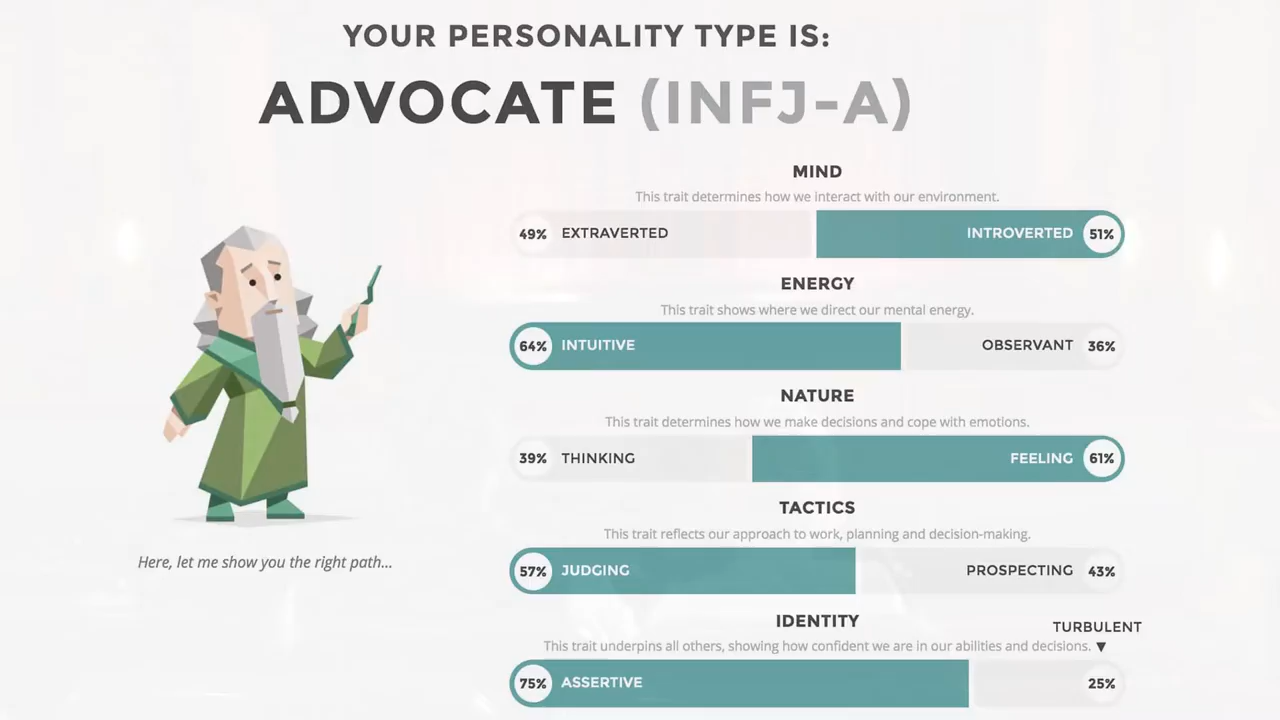 YOUR PERSONALITY TYPE IS:
ADVOCATE (INFJ-A)
MIND
This trait determines how we interact with our environment.
49% EXTRAVERTED INTROVERTED 51%
ENERGY
This trait shows where we direct our mental energy.
64% INTUITIVE OBSERVANT 36%
NATURE
This trait determines how we make decisions and cope with emotions.
39% THINKING FEELING 61%
TACTICS
This trait reflects our approach to work, planning and decision-making.
57% JUDGING PROSPECTING 43%
IDENTITY
TURBULENT
This trait underpins all others, showing how confident we are in our abilities and decisions. ▼
75% ASSERTIVE 25%
Here, let me show you the right path...